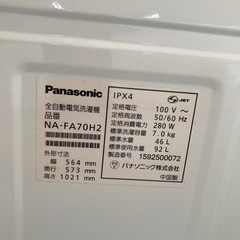 Panasonic
全自動電気洗濯機
品番
NA-FA70H2
外形寸法
幅 564 mm
奥行 573 mm
高さ 1021 mm
IPX4
JET
定格電圧 100 V~
定格周波数 50/60 Hz
定格消費電力 280 W
標準洗濯容量 7.0kg
標準水量 46 L
標準使用水量 92 L
製造番号 1592500072
パナソニック株式会社
中国製